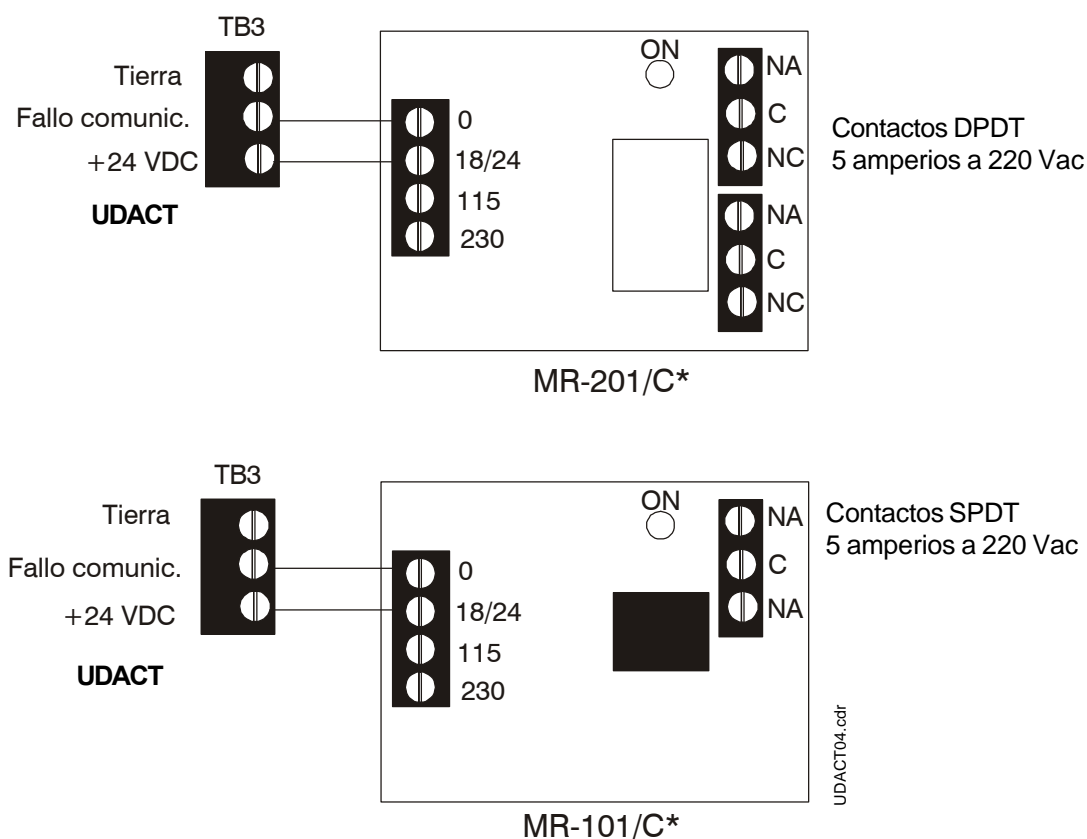 TB3
Tierra
Fallo comunic.
+24 VDC
UDACT
0
18/24
115
230
ON
NA
C
NC
NA
C
NC
Contactos DPDT
5 amperios a 220 Vac
MR-201/C*
TB3
Tierra
Fallo comunic.
+24 VDC
UDACT
0
18/24
115
230
ON
NA
C
NA
Contactos SPDT
5 amperios a 220 Vac
UDACT04.cdr
MR-101/C*